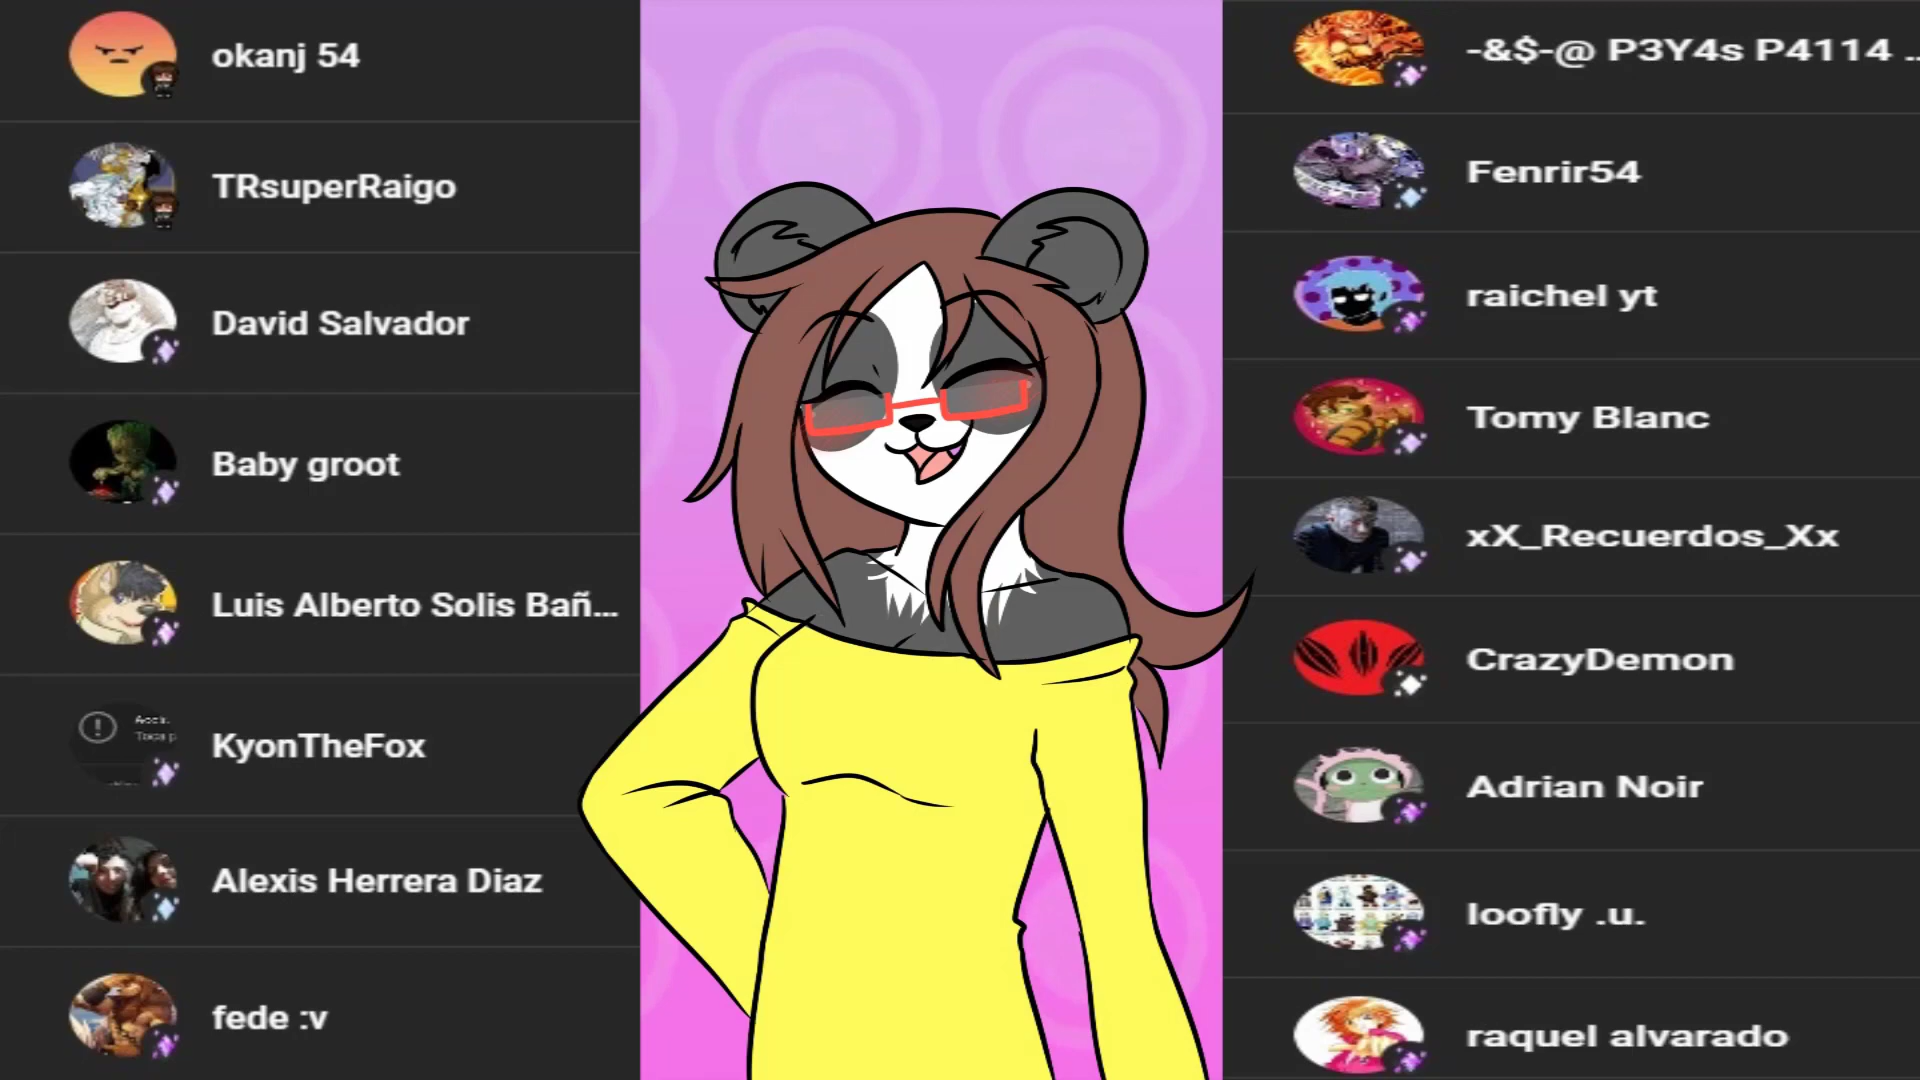 okanj 54
TRsuperRaigo
David Salvador
Baby groot
Luis Alberto Solis Bañ...
KyonTheFox
Alexis Herrera Diaz
fede :v
-&$-@ P3Y4s P4114 ..
Fenrir54
raichel yt
Tomy Blanc
xX_Recuerdos_Xx
CrazyDemon
Adrian Noir
loofly .u.
raquel alvarado